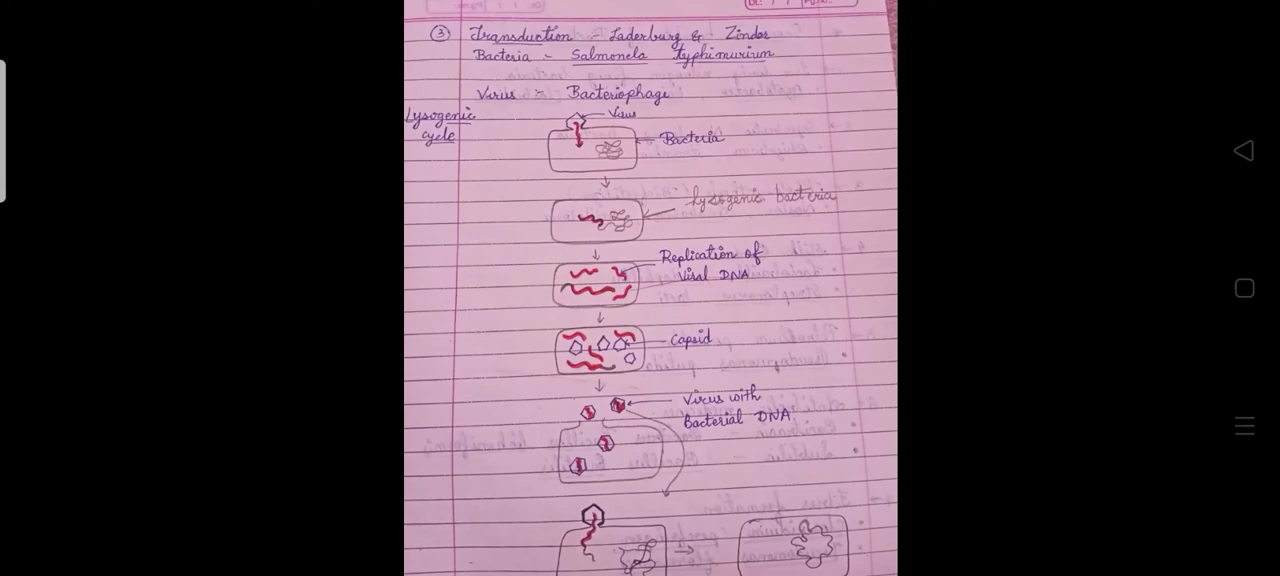 ③ Transduction - Laderburg & Zinder
Bacteria - Salmonela typhimurium
Virus - Bacteriophage
Lysogenic
cycle
Virus
Bacteria
Lysogenic bacteria
Replication of
Viral DNA
Capsid
Virus with
Bacterial DNA